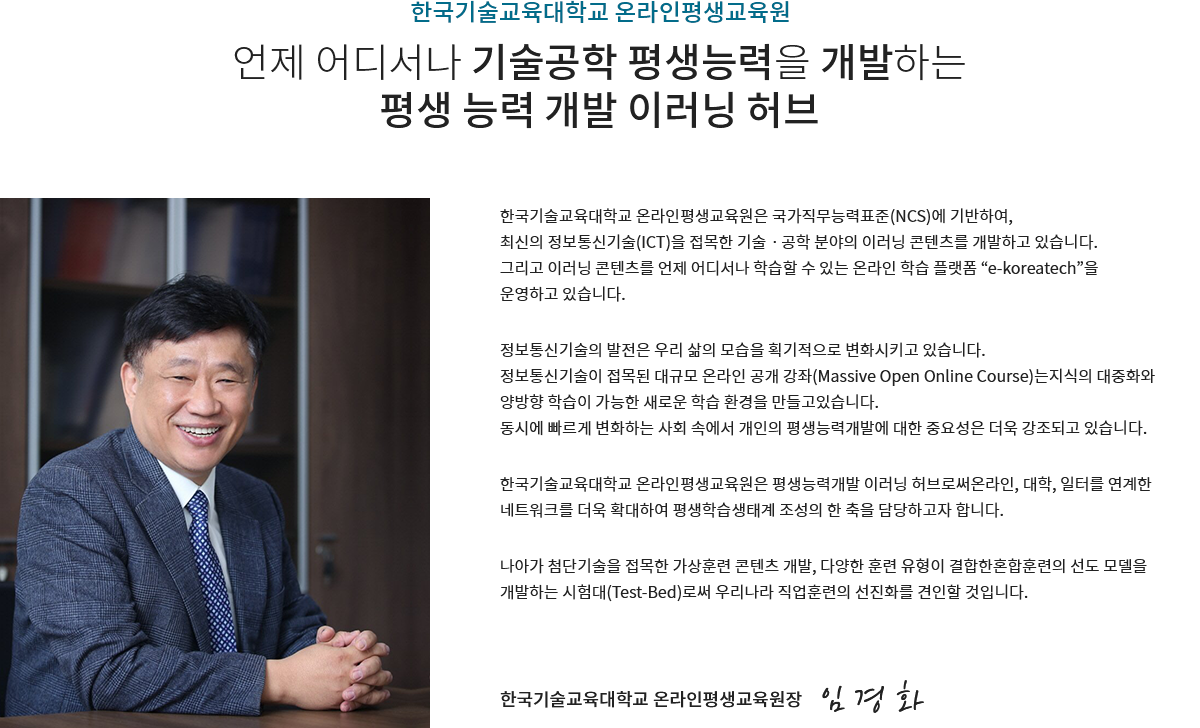 한국기술교육대학교 온라인평생교육원
언제 어디서나 기술공학 평생능력을 개발하는
평생 능력 개발 이러닝 허브
한국기술교육대학교 온라인평생교육원은 국가직무능력표준(NCS)에 기반하여,
최신의 정보통신기술(ICT)을 접목한 기술ㆍ공학 분야의 이러닝 콘텐츠를 개발하고 있습니다.
그리고 이러닝 콘텐츠를 언제 어디서나 학습할 수 있는 온라인 학습 플랫폼 “e-koreatech”을
운영하고 있습니다.
정보통신기술의 발전은 우리 삶의 모습을 획기적으로 변화시키고 있습니다.
정보통신기술이 접목된 대규모 온라인 공개 강좌(Massive Open Online Course)는지식의 대중화와
양방향 학습이 가능한 새로운 학습 환경을 만들고있습니다.
동시에 빠르게 변화하는 사회 속에서 개인의 평생능력개발에 대한 중요성은 더욱 강조되고 있습니다.
한국기술교육대학교 온라인평생교육원은 평생능력개발 이러닝 허브로써온라인, 대학, 일터를 연계한
네트워크를 더욱 확대하여 평생학습생태계 조성의 한 축을 담당하고자 합니다.
나아가 첨단기술을 접목한 가상훈련 콘텐츠 개발, 다양한 훈련 유형이 결합한혼합훈련의 선도 모델을
개발하는 시험대(Test-Bed)로써 우리나라 직업훈련의 선진화를 견인할 것입니다.
한국기술교육대학교 온라인평생교육원장 임경화